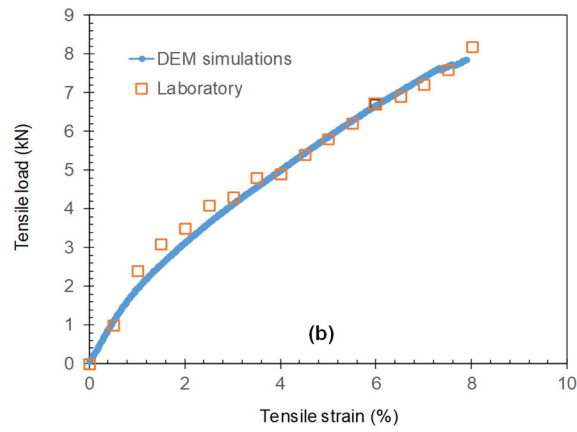 9
8
7
6
5
4
3
2
1
0
Tensile load (kN)
DEM simulations
Laboratory
(b)
0 2 4 6 8 10
Tensile strain (%)